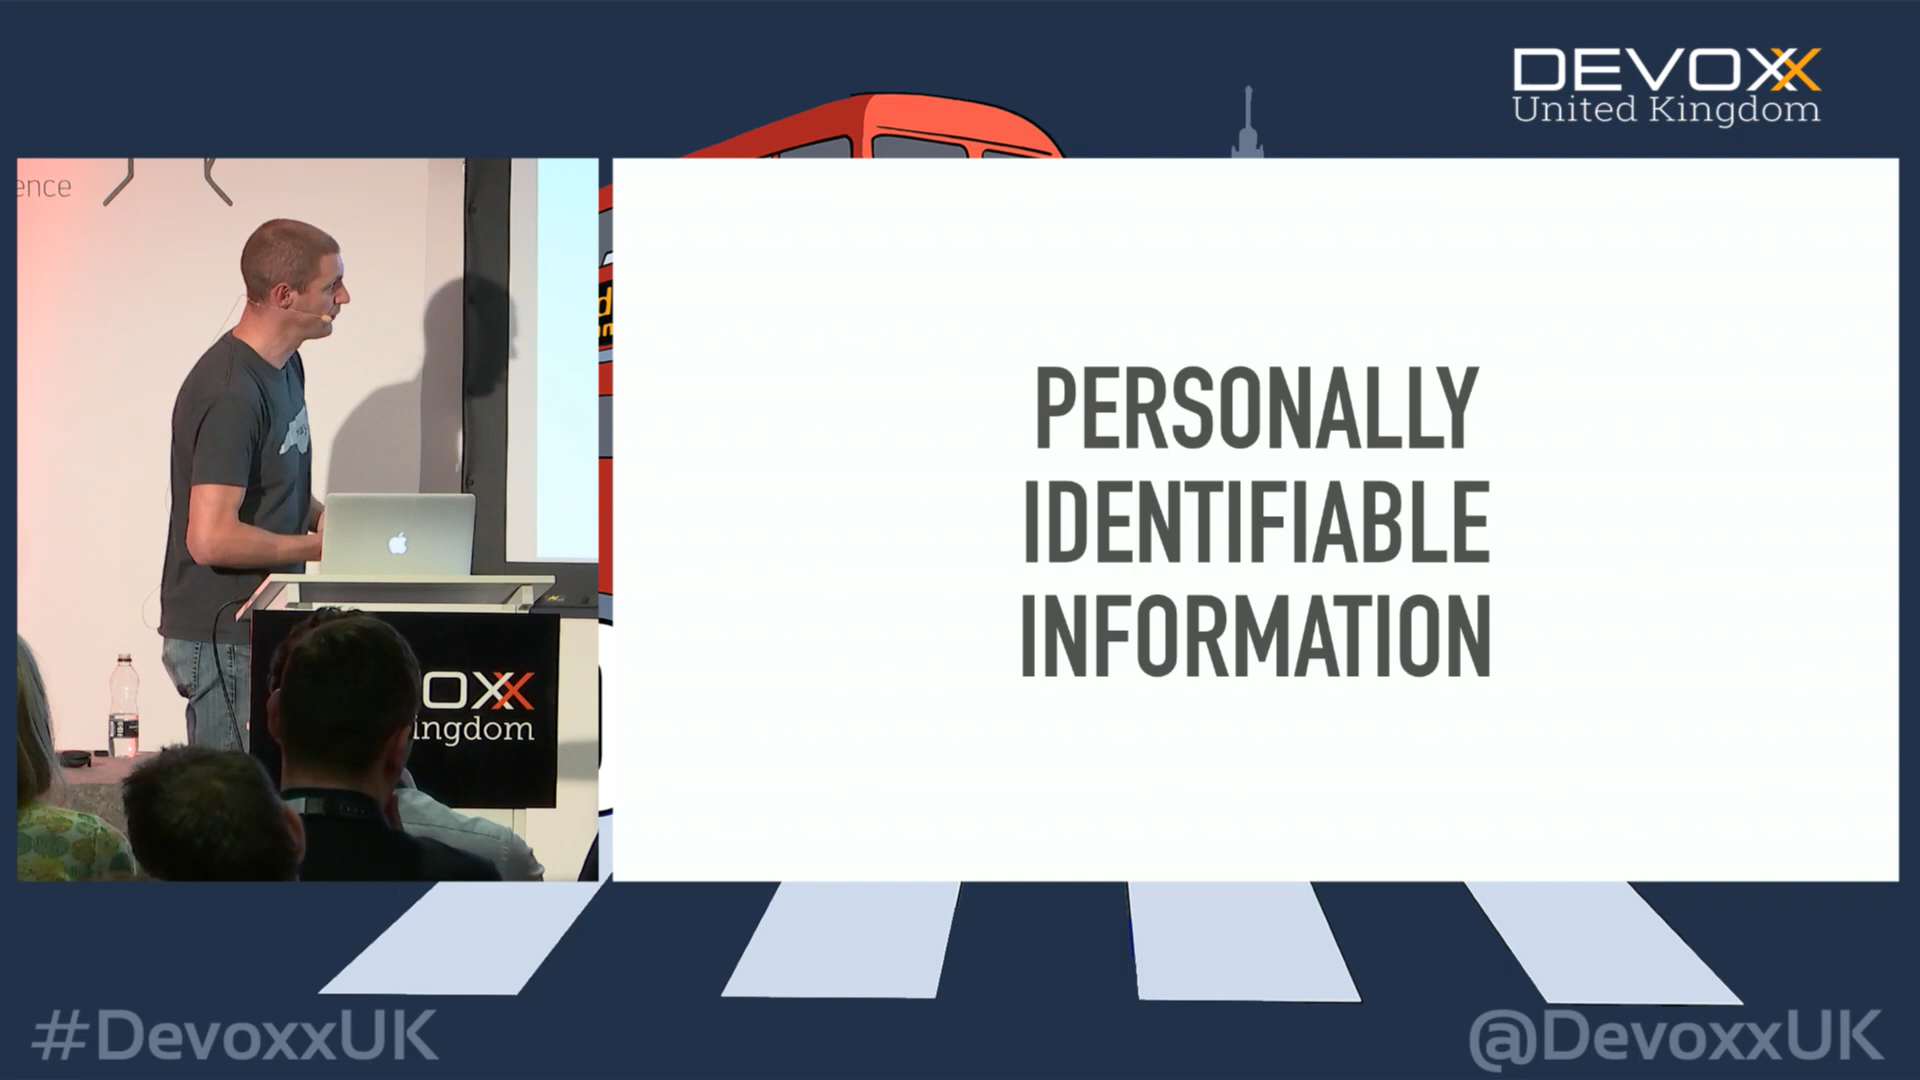 DEVOXX
United Kingdom
ence
d
PERSONALLY
IDENTIFIABLE
INFORMATION
OXX
ingdom
#DevoxxUK
@DevoxxUK